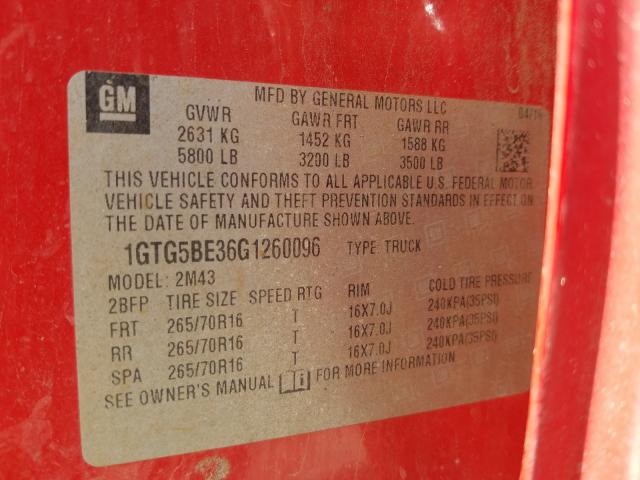 GM
MFD BY GENERAL MOTORS LLC
04/16
GVWR GAWR FRT GAWR RR
2631 KG 1452 KG 1588 KG
5800 LB 3200 LB 3500 LB
THIS VEHICLE CONFORMS TO ALL APPLICABLE U.S. FEDERAL MOTOR
VEHICLE SAFETY AND THEFT PREVENTION STANDARDS IN EFFECT ON
THE DATE OF MANUFACTURE SHOWN ABOVE.
1GTG5BE36G1260096 TYPE: TRUCK
MODEL: 2M43
2BFP TIRE SIZE SPEED RTG RIM COLD TIRE PRESSURE
FRT 265/70R16 T 16X7.0J 240KPA(35PSI)
RR 265/70R16 T 16X7.0J 240KPA(35PSI)
SPA 265/70R16 T 16X7.0J 240KPA(35PSI)
SEE OWNER'S MANUAL FOR MORE INFORMATION